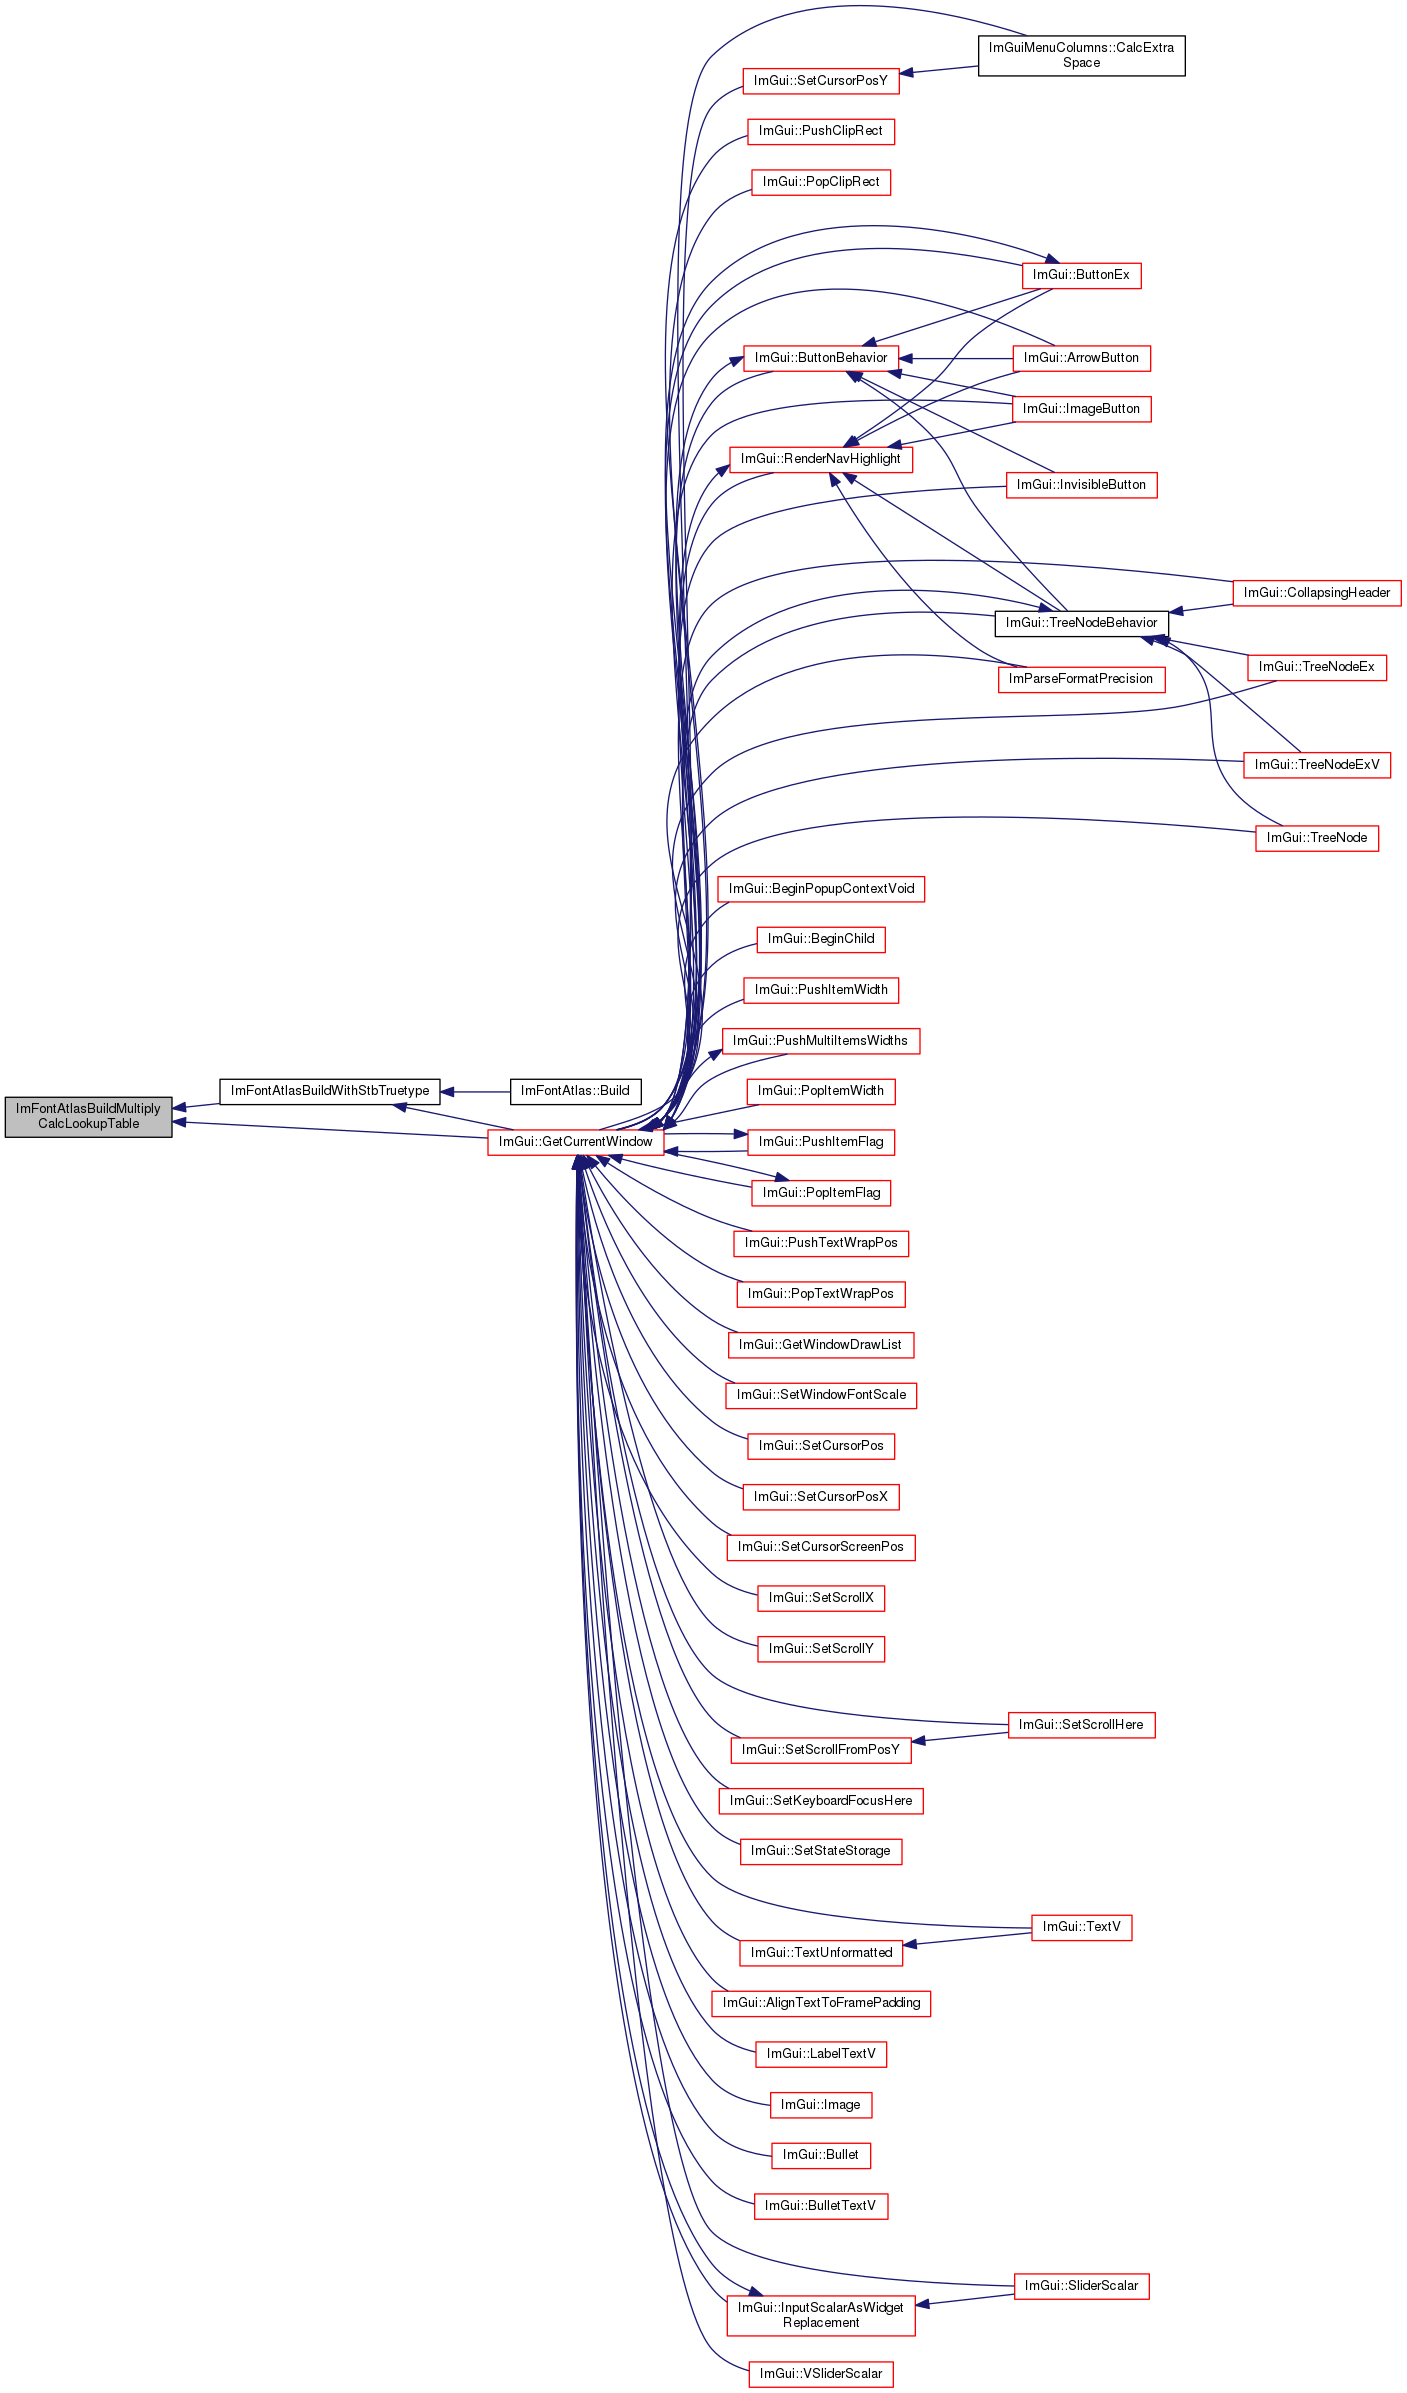 ImGuiMenuColumns::CalcExtra
Space
ImGui::SetCursorPosY
ImGui::PushClipRect
ImGui::PopClipRect
ImGui::ButtonEx
ImGui::ButtonBehavior
ImGui::ArrowButton
ImGui::ImageButton
ImGui::RenderNavHighlight
ImGui::InvisibleButton
ImGui::CollapsingHeader
ImGui::TreeNodeBehavior
ImGui::TreeNodeEx
ImParseFormatPrecision
ImGui::TreeNodeExV
ImGui::TreeNode
ImGui::BeginPopupContextVoid
ImGui::BeginChild
ImGui::PushItemWidth
ImGui::PushMultiItemsWidths
ImFontAtlasBuildWithStbTruetype
ImFontAtlas::Build
ImGui::PopItemWidth
ImFontAtlasBuildMultiply
CalcLookupTable
ImGui::GetCurrentWindow
ImGui::PushItemFlag
ImGui::PopItemFlag
ImGui::PushTextWrapPos
ImGui::PopTextWrapPos
ImGui::GetWindowDrawList
ImGui::SetWindowFontScale
ImGui::SetCursorPos
ImGui::SetCursorPosX
ImGui::SetCursorScreenPos
ImGui::SetScrollX
ImGui::SetScrollY
ImGui::SetScrollHere
ImGui::SetScrollFromPosY
ImGui::SetKeyboardFocusHere
ImGui::SetStateStorage
ImGui::TextV
ImGui::TextUnformatted
ImGui::AlignTextToFramePadding
ImGui::LabelTextV
ImGui::Image
ImGui::Bullet
ImGui::BulletTextV
ImGui::SliderScalar
ImGui::InputScalarAsWidget
Replacement
ImGui::VSliderScalar